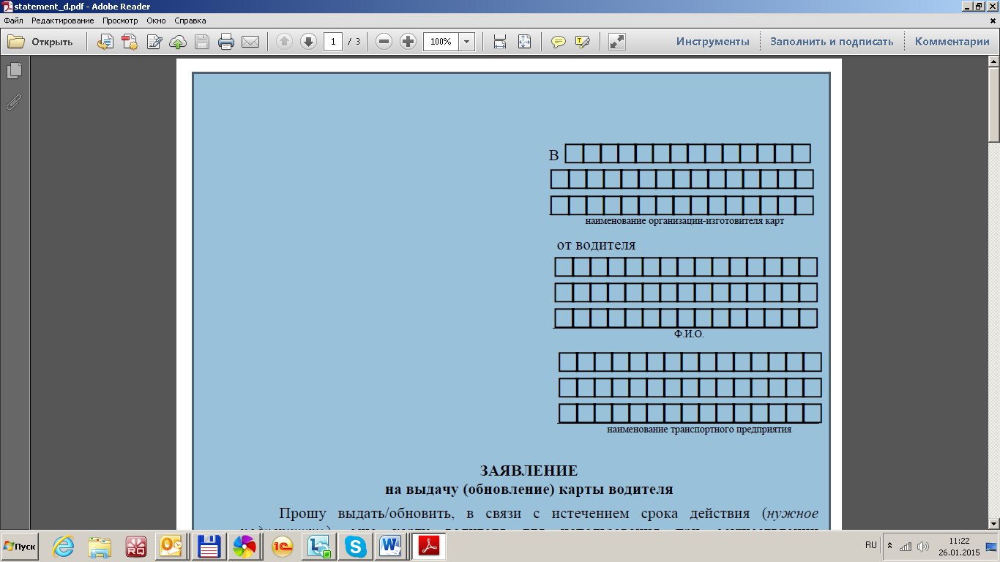 statement_d.pdf - Adobe Reader
Файл Редактирование Просмотр Окно Справка
Открыть 1 / 3 100% Инструменты Заполнить и подписать Комментарии
В
наименование организации-изготовителя карт
от водителя
Ф.И.О.
наименование транспортного предприятия
ЗАЯВЛЕНИЕ
на выдачу (обновление) карты водителя
Прошу выдать/обновить, в связи с истечением срока действия (нужное
Пуск RU 11:22
26.01.2015